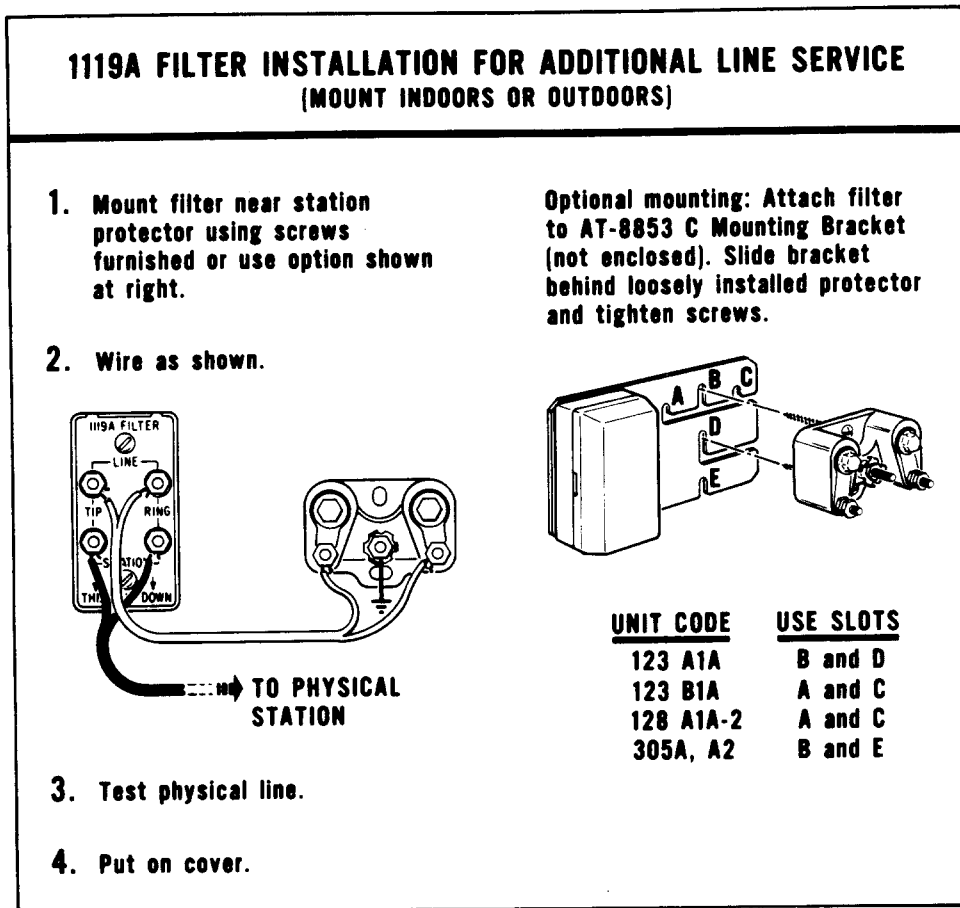 1119A FILTER INSTALLATION FOR ADDITIONAL LINE SERVICE
(MOUNT INDOORS OR OUTDOORS)
1. Mount filter near station
protector using screws
furnished or use option shown
at right.
2. Wire as shown.
1119A FILTER
LINE
TIP RING
DOWN
TO PHYSICAL
STATION
3. Test physical line.
4. Put on cover.
Optional mounting: Attach filter
to AT-8853 C Mounting Bracket
(not enclosed). Slide bracket
behind loosely installed protector
and tighten screws.
A B C
D
E
UNIT CODE USE SLOTS
123 A1A B and D
123 B1A A and C
128 A1A-2 A and C
305A, A2 B and E